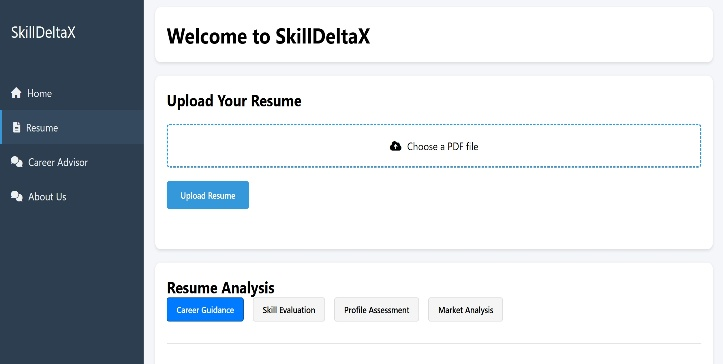 SkillDeltaX
Home
Resume
Career Advisor
About Us
Welcome to SkillDeltaX
Upload Your Resume
Choose a PDF file
Upload Resume
Resume Analysis
Career Guidance
Skill Evaluation
Profile Assessment
Market Analysis